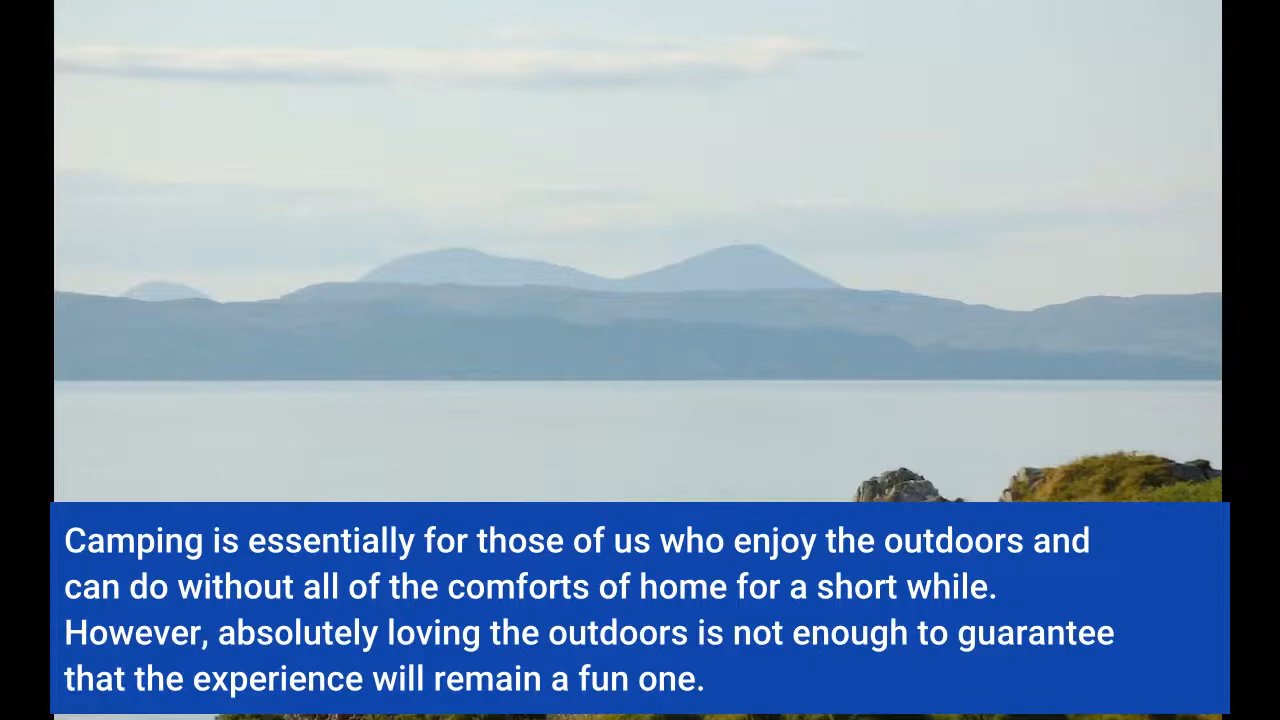 Camping is essentially for those of us who enjoy the outdoors and
can do without all of the comforts of home for a short while.
However, absolutely loving the outdoors is not enough to guarantee
that the experience will remain a fun one.